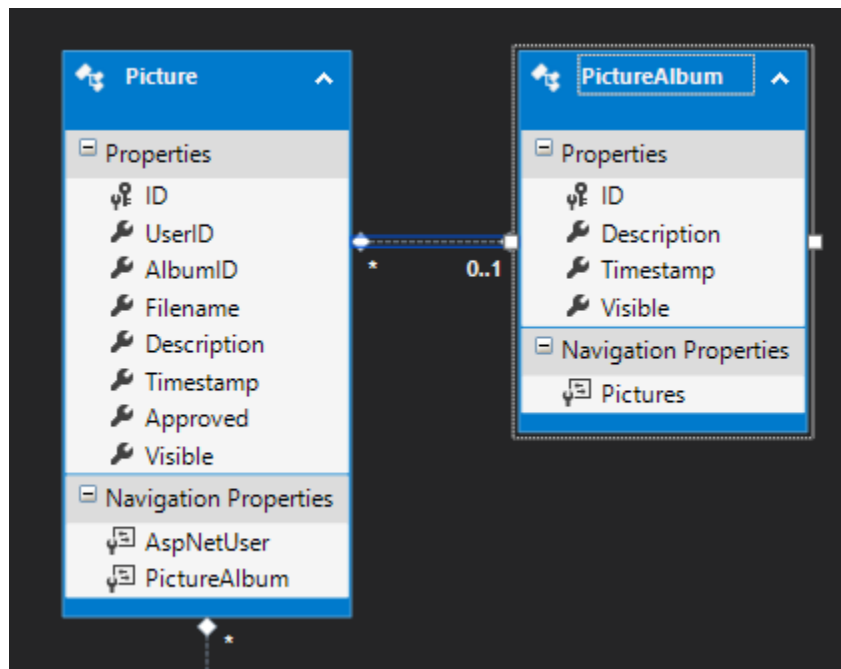 Picture
Properties
ID
UserID
AlbumID
Filename
Description
Timestamp
Approved
Visible
Navigation Properties
AspNetUser
PictureAlbum
*
* 0..1
PictureAlbum
Properties
ID
Description
Timestamp
Visible
Navigation Properties
Pictures